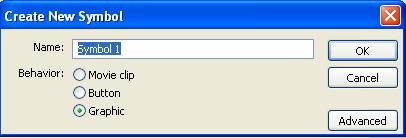 Create New Symbol
Name: Symbol 1
OK
Behavior: Movie clip
Cancel
Button
Graphic
Advanced